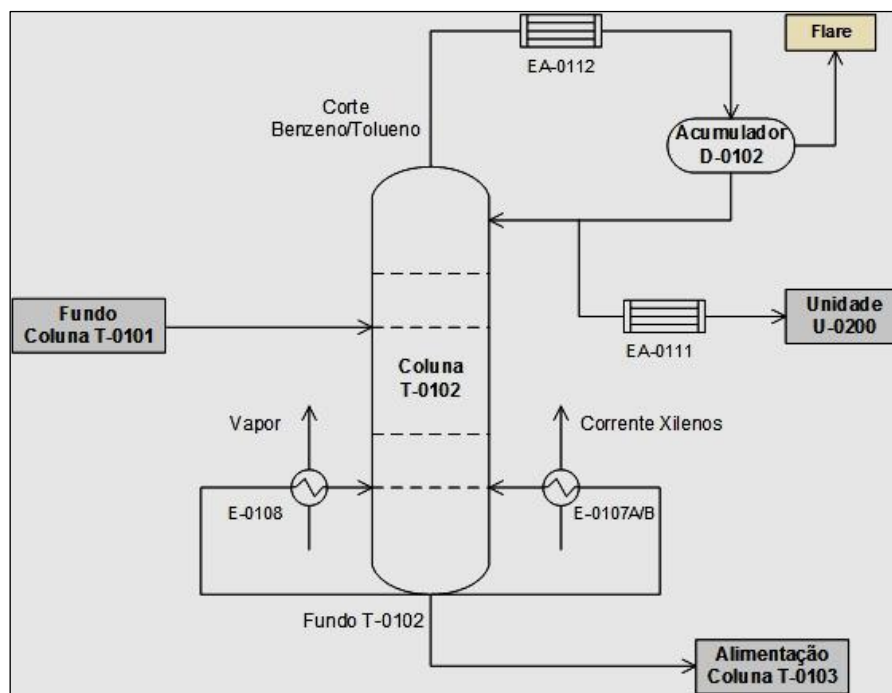 Flare
EA-0112
Corte
Benzeno/Tolueno
Acumulador
D-0102
Fundo
Coluna T-0101
Unidade
U-0200
EA-0111
Coluna
T-0102
Vapor
Corrente Xilenos
E-0108
E-0107A/B
Fundo T-0102
Alimentação
Coluna T-0103